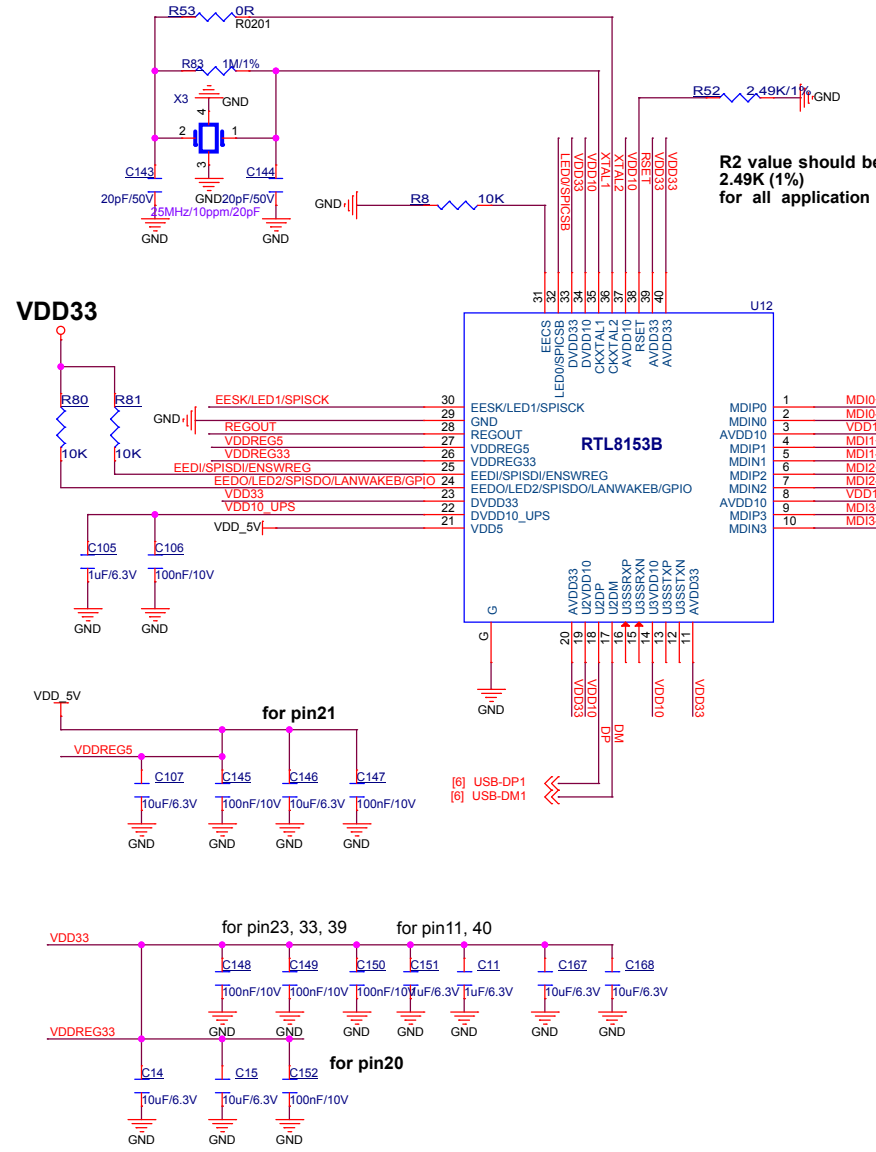 R53 0R
R0201
R83 1M/1%
X3
GND
4
2
1
3
C143
C144
20pF/50V
GND
20pF/50V
25MHz/10ppm/20pF
GND
GND
R52 2.49K/1%
GND
R2 value should be
2.49K (1%)
for all application
GND
R8 10K
LED0/SPICSB
VDD33
VDD10
XTAL1
XTAL2
VDD10
RSET
VDD33
VDD33
31
32
33
34
35
36
37
38
39
40
U12
EECS
LED0/SPICSB
DVDD33
DVDD10
CKXTAL1
CKXTAL2
AVDD10
RSET
AVDD33
AVDD33
VDD33
R80
R81
10K
10K
GND
EESK/LED1/SPISCK 30 EESK/LED1/SPISCK
29 GND
REGOUT 28 REGOUT
VDDREG5 27 VDDREG5
VDDREG33 26 VDDREG33
EEDI/SPISDI/ENSWREG 25 EEDI/SPISDI/ENSWREG
EEDO/LED2/SPISDO/LANWAKEB/GPIO 24 EEDO/LED2/SPISDO/LANWAKEB/GPIO
VDD33 23 DVDD33
VDD10_UPS 22 DVDD10_UPS
VDD_5V 21 VDD5
RTL8153B
MDIP0 1 MDI0
MDIN0 2 MDI0
AVDD10 3 VDD1
MDIP1 4 MDI1
MDIN1 5 MDI1
MDIP2 6 MDI2
MDIN2 7 MDI2
AVDD10 8 VDD1
MDIP3 9 MDI3
MDIN3 10 MDI3
C105
C106
1uF/6.3V
100nF/10V
GND
GND
G
G
GND
AVDD33
U2VDD10
U2DP
U2DM
U3SSRXP
U3SSRXN
U3VDD10
U3SSTXP
U3SSTXN
AVDD33
20
19
18
17
16
15
14
13
12
11
VDD33
VDD10
DP
DM
VDD10
VDD33
[6] USB-DP1
[6] USB-DM1
VDD_5V
for pin21
VDDREG5
C107
C145
C146
C147
10uF/6.3V
100nF/10V
10uF/6.3V
100nF/10V
GND
GND
GND
GND
for pin23, 33, 39
for pin11, 40
VDD33
C148
C149
C150
C151
C11
C167
C168
100nF/10V
100nF/10V
100nF/10V
1uF/6.3V
1uF/6.3V
10uF/6.3V
10uF/6.3V
GND
GND
GND
GND
GND
GND
GND
VDDREG33
for pin20
C14
C15
C152
10uF/6.3V
10uF/6.3V
100nF/10V
GND
GND
GND